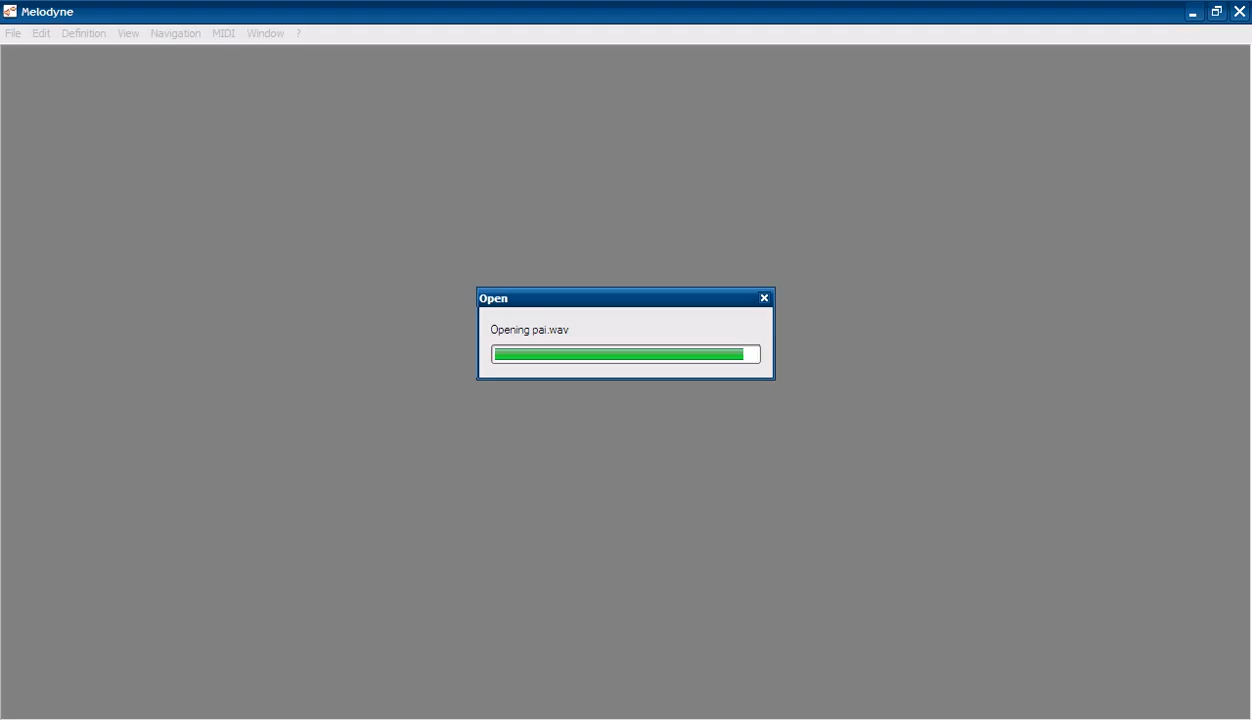 Melodyne
File Edit Definition View Navigation MIDI Window ?
Open
Opening pai.wav